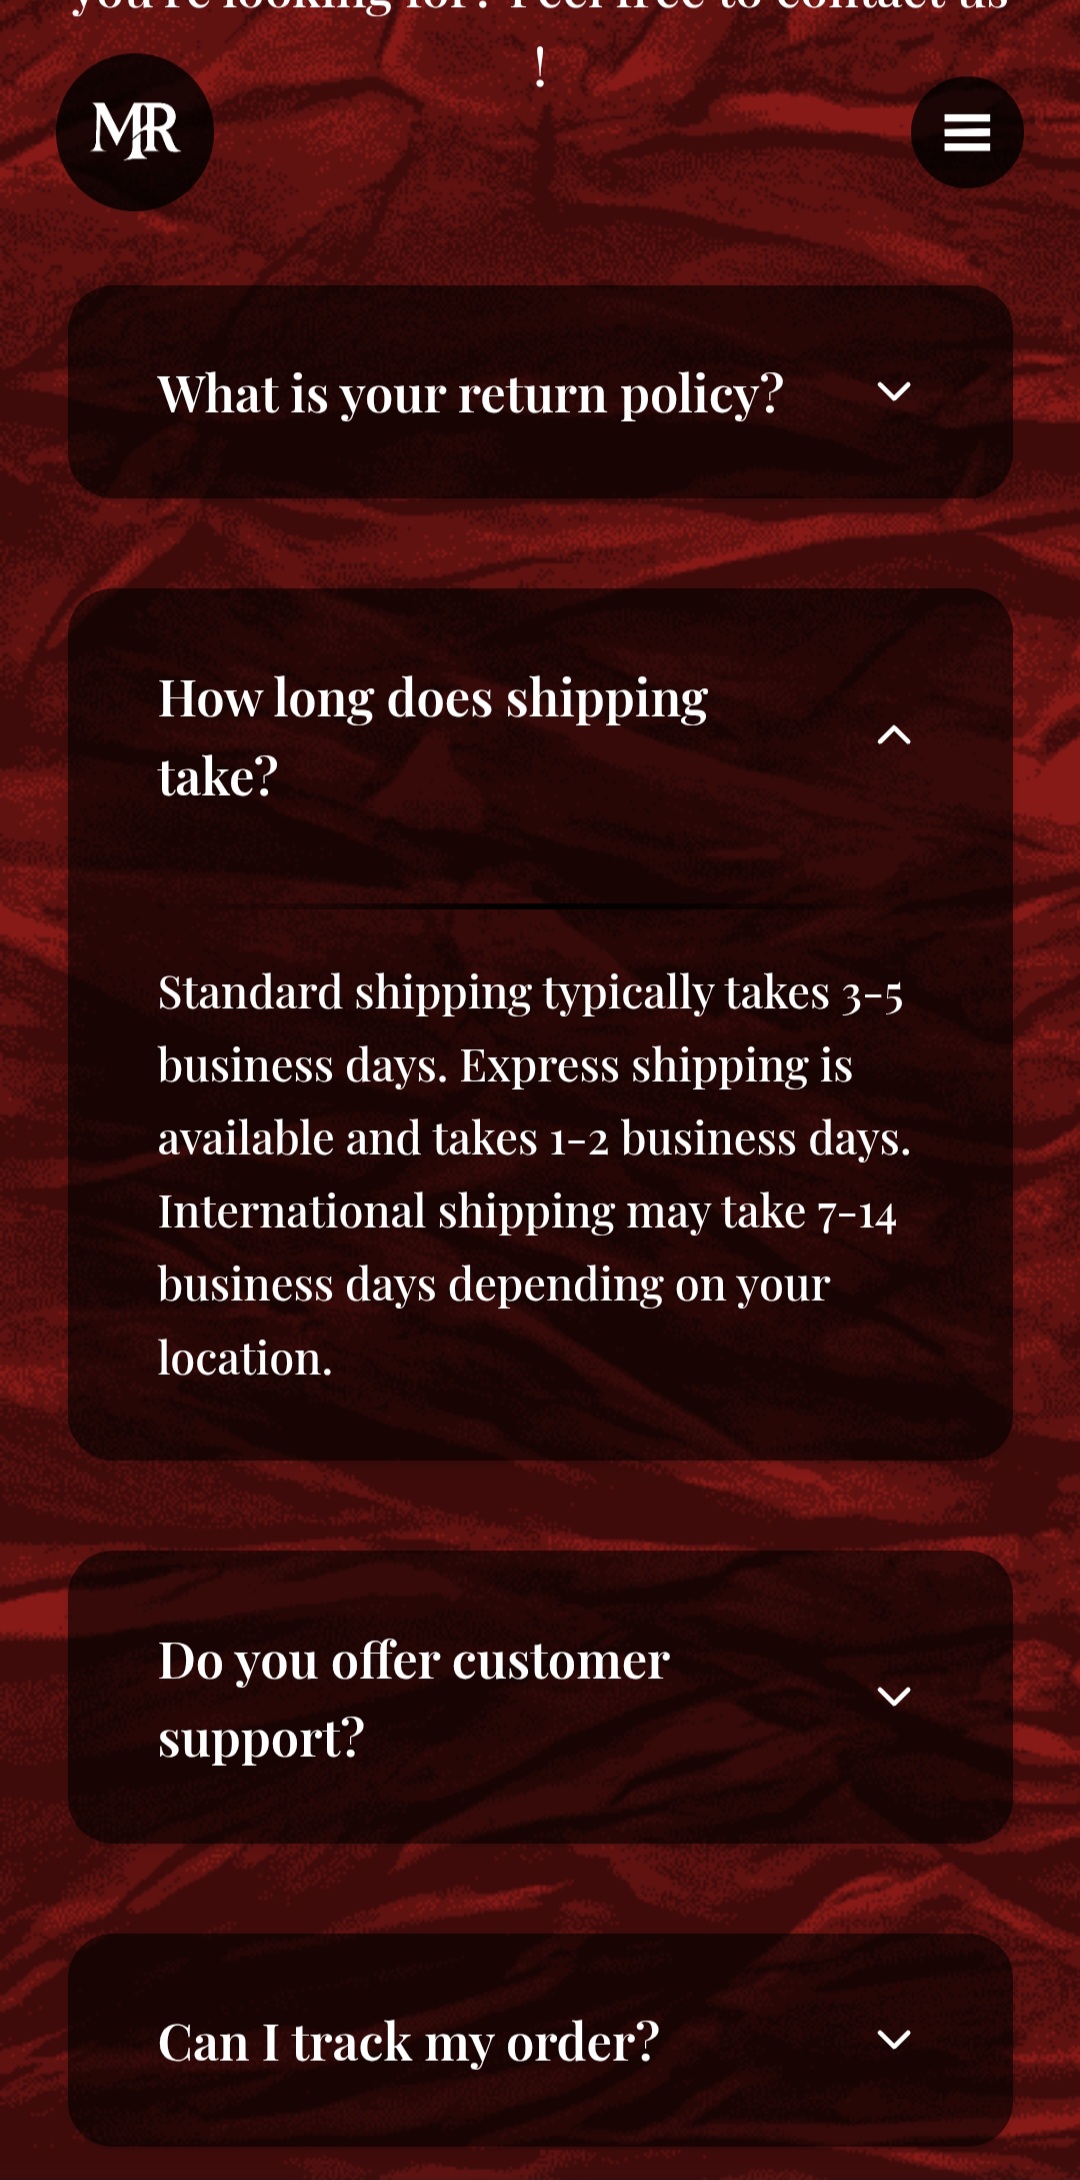 you're looking for? Feel free to contact us
!
MR
What is your return policy?
How long does shipping
take?
Standard shipping typically takes 3-5
business days. Express shipping is
available and takes 1-2 business days.
International shipping may take 7-14
business days depending on your
location.
Do you offer customer
support?
Can I track my order?